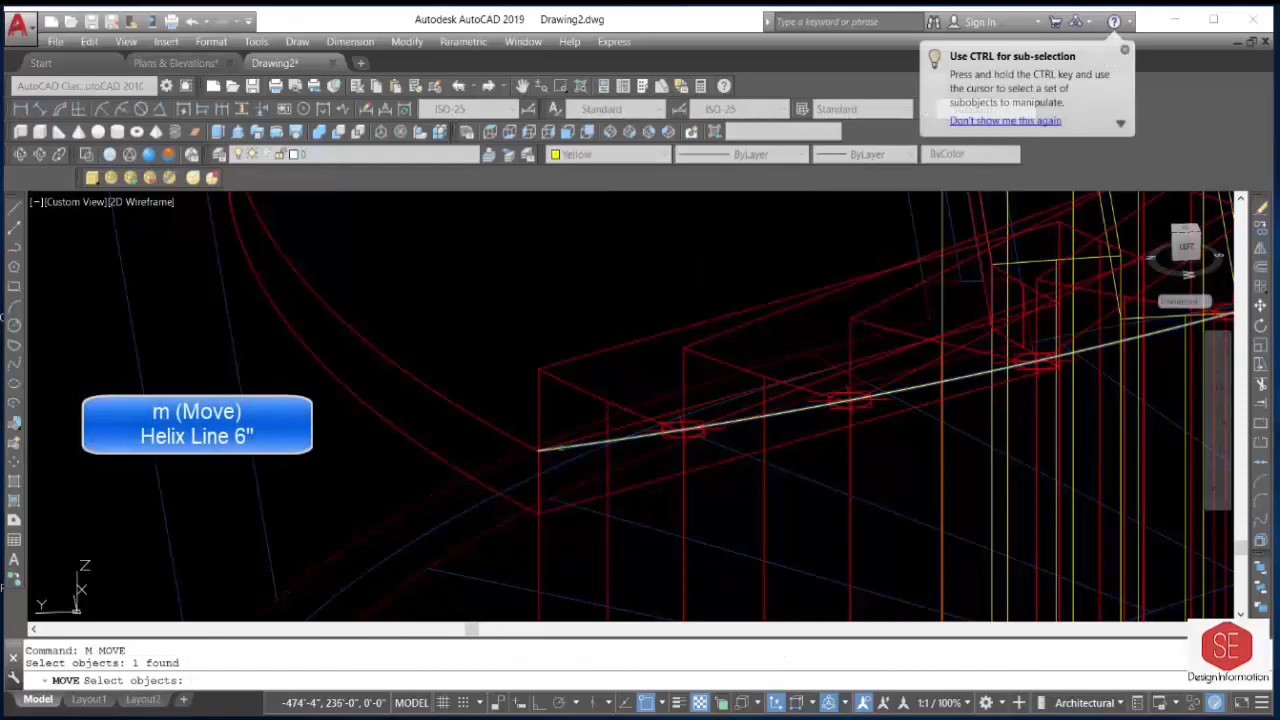 Autodesk AutoCAD 2019 Drawing2.dwg
Type a keyword or phrase
Sign In
File Edit View Insert Format Tools Draw Dimension Modify Parametric Window Help Express
Start Plans & Elevations* Drawing2*
Use CTRL for sub-selection
Press and hold the CTRL key and use
the cursor to select a set of
subobjects to manipulate.
Don't show me this again
ISO-25 Standard ISO-25 Standard
0 Yellow ByLayer ByLayer ByColor
[−][Custom View][2D Wireframe]
LEFT
Unnamed
m (Move)
Helix Line 6"
Z
X
Y
Command: M MOVE
Select objects: 1 found
MOVE Select objects:
SE
Design Information
Model Layout1 Layout2 +
-474'-4", 235'-0", 0'-0" MODEL 1:1 / 100% Architectural